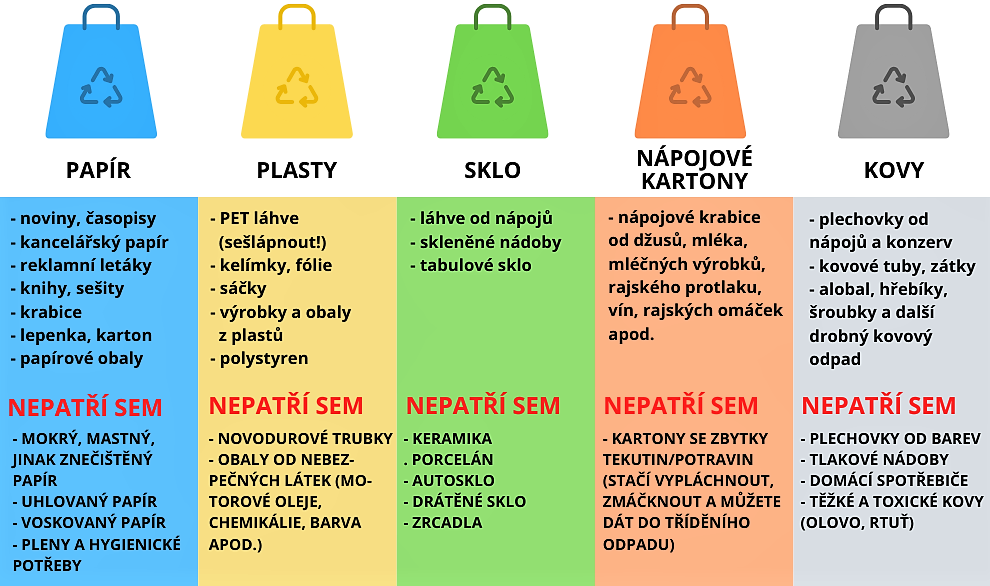 PAPÍR
- noviny, časopisy
- kancelářský papír
- reklamní letáky
- knihy, sešity
- krabice
- lepenka, karton
- papírové obaly
NEPATŘÍ SEM
- MOKRÝ, MASTNÝ,
JINAK ZNEČIŠTĚNÝ
PAPÍR
- UHLOVANÝ PAPÍR
- VOSKOVANÝ PAPÍR
- PLENY A HYGIENICKÉ
POTŘEBY
PLASTY
- PET láhve
(sešlápnout!)
- kelímky, fólie
- sáčky
- výrobky a obaly
z plastů
- polystyren
NEPATŘÍ SEM
- NOVODUROVÉ TRUBKY
- OBALY OD NEBEZ-
PEČNÝCH LÁTEK (MO-
TOROVÉ OLEJE,
CHEMIKÁLIE, BARVA
APOD.)
SKLO
- láhve od nápojů
- skleněné nádoby
- tabulové sklo
NEPATŘÍ SEM
- KERAMIKA
. PORCELÁN
- AUTOSKLO
- DRÁTĚNÉ SKLO
- ZRCADLA
NÁPOJOVÉ
KARTONY
- nápojové krabice
od džusů, mléka,
mléčných výrobků,
rajského protlaku,
vín, rajských omáček
apod.
NEPATŘÍ SEM
- KARTONY SE ZBYTKY
TEKUTIN/POTRAVIN
(STAČÍ VYPLÁCHNOUT,
ZMÁČKNOUT A MŮŽETE
DÁT DO TŘÍDĚNÍHO
ODPADU)
KOVY
- plechovky od
nápojů a konzerv
- kovové tuby, zátky
- alobal, hřebíky,
šroubky a další
drobný kovový
odpad
NEPATŘÍ SEM
- PLECHOVKY OD BAREV
- TLAKOVÉ NÁDOBY
- DOMÁCÍ SPOTŘEBIČE
- TĚŽKÉ A TOXICKÉ KOVY
(OLOVO, RTUŤ)